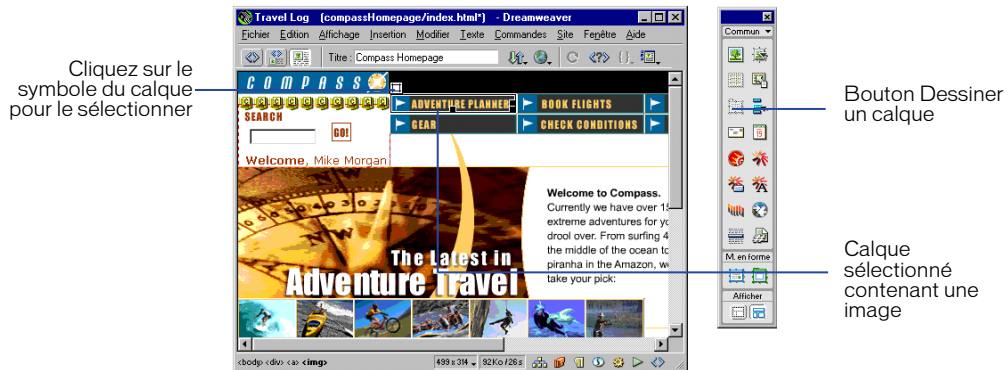 Travel Log (compassHomepage/index.html*) - Dreamweaver
Fichier Edition Affichage Insertion Modifier Texte Commandes Site Fenêtre Aide
Titre : Compass Homepage
Commun
Cliquez sur le
symbole du calque
pour le sélectionner
COMPASS
ADVENTURE PLANNER
BOOK FLIGHTS
SEARCH
GO!
GEAR
CHECK CONDITIONS
Welcome, Mike Morgan
Bouton Dessiner
un calque
Welcome to Compass.
Currently we have over 15
extreme adventures for yo
drool over. From surfing 4
the middle of the ocean to
piranha in the Amazon, we
take your pick:
The Latest in
Adventure Travel
M. en forme
Afficher
Calque
sélectionné
contenant une
image
<body> <div> <a> <img>
499 x 314
92Ko / 26s